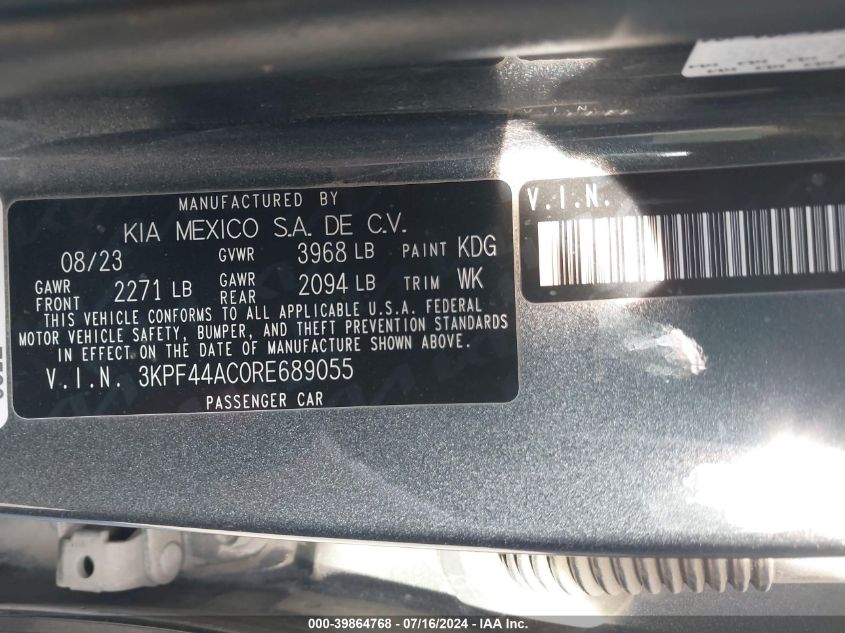 MANUFACTURED BY
KIA MEXICO S.A. DE C.V.
08/23 GVWR 3968 LB PAINT KDG
GAWR FRONT 2271 LB GAWR REAR 2094 LB TRIM WK
THIS VEHICLE CONFORMS TO ALL APPLICABLE U.S.A. FEDERAL
MOTOR VEHICLE SAFETY, BUMPER, AND THEFT PREVENTION STANDARDS
IN EFFECT ON THE DATE OF MANUFACTURE SHOWN ABOVE.
V.I.N. 3KPF44AC0RE689055
PASSENGER CAR
V.I.N.
000-39864768 - 07/16/2024 - IAA Inc.